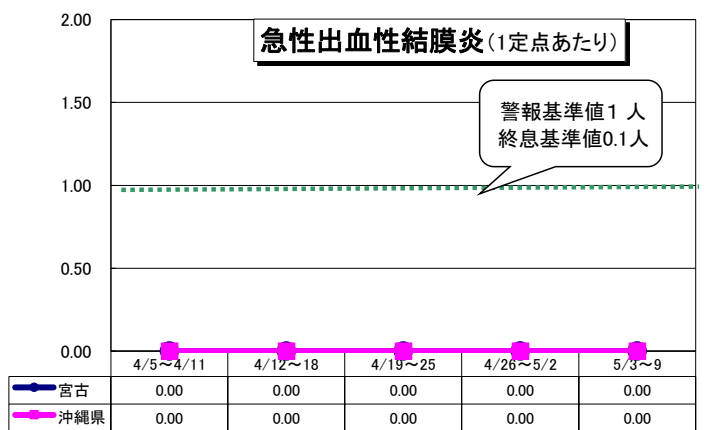 急性出血性結膜炎(1定点あたり)
警報基準値1 人
終息基準値0.1人
2.00
1.50
1.00
0.50
0.00
4/5～4/11 4/12～18 4/19～25 4/26～5/2 5/3～9
宮古 0.00 0.00 0.00 0.00 0.00
沖縄県 0.00 0.00 0.00 0.00 0.00